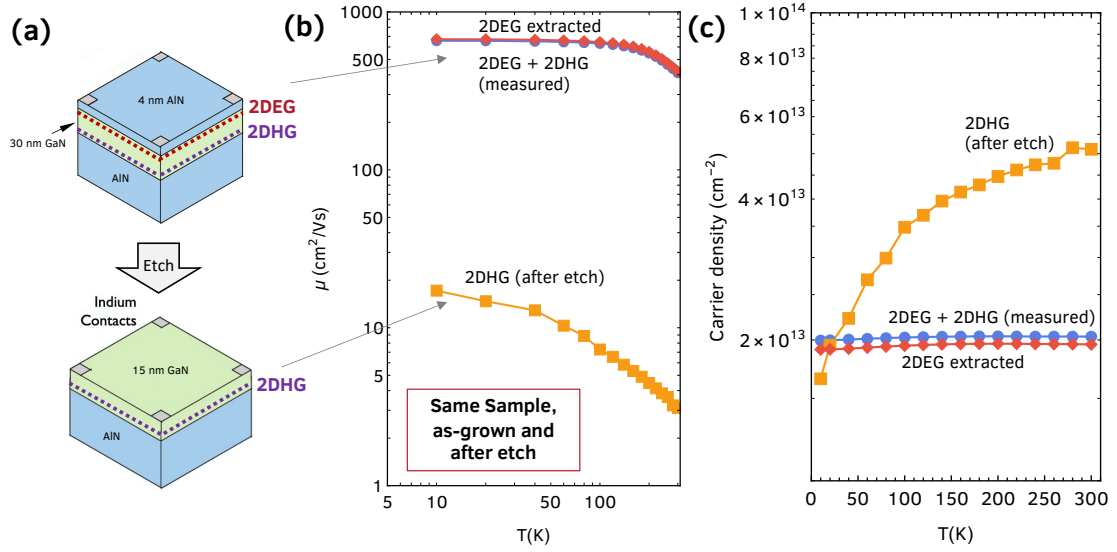 (a)
4 nm AlN
2DEG
2DHG
30 nm GaN
AlN
Etch
Indium
Contacts
15 nm GaN
2DHG
AlN
(b)
1000
500
100
50
10
5
1
μ (cm²/Vs)
2DEG extracted
2DEG + 2DHG
(measured)
2DHG (after etch)
Same Sample,
as-grown and
after etch
5
10
50
100
T(K)
(c)
1 × 10¹⁴
6 × 10¹³
4 × 10¹³
2 × 10¹³
Carrier density (cm⁻²)
2DHG
(after etch)
2DEG + 2DHG (measured)
2DEG extracted
0
50
100
150
200
250
300
T(K)